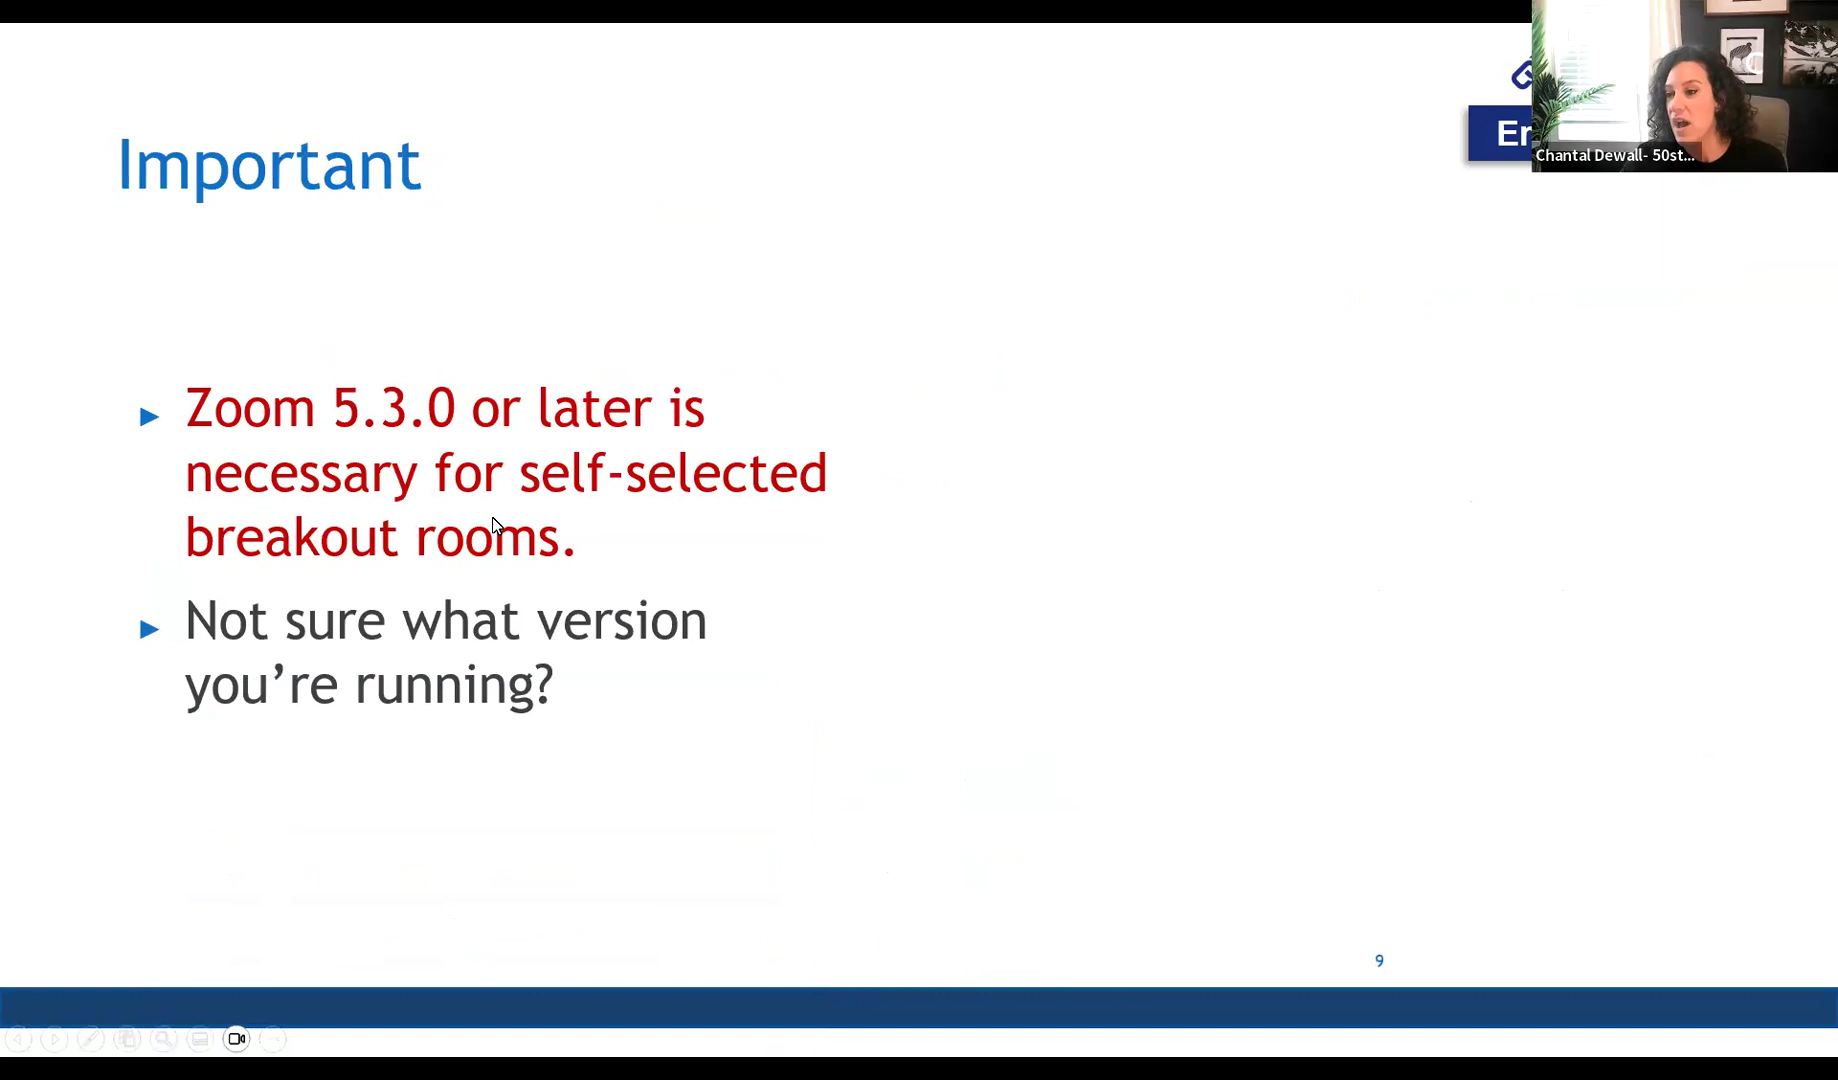 Important
Er
Chantal Dewall- 50st...
► Zoom 5.3.0 or later is
necessary for self-selected
breakout rooms.
► Not sure what version
you’re running?
9